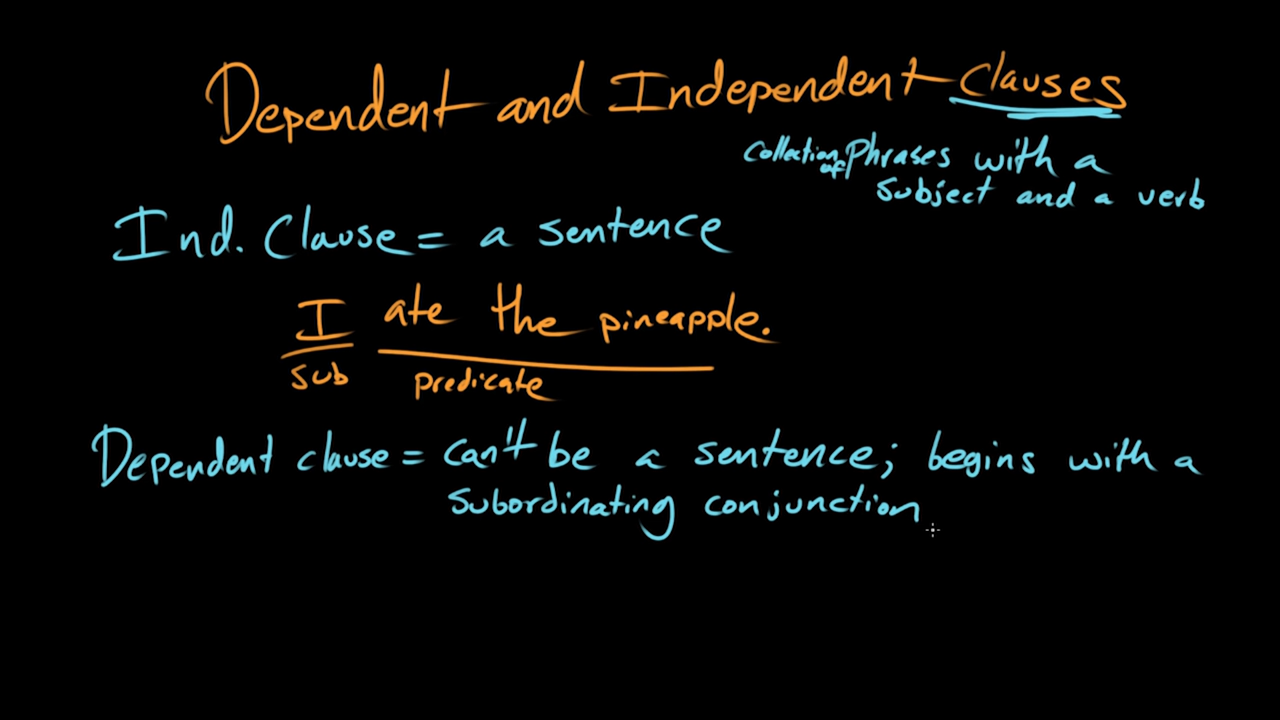 Dependent and Independent Clauses
Collection of Phrases with a
subject and a verb
Ind. Clause = a sentence
I ate the pineapple.
sub predicate
Dependent clause = can't be a sentence; begins with a
subordinating conjunction